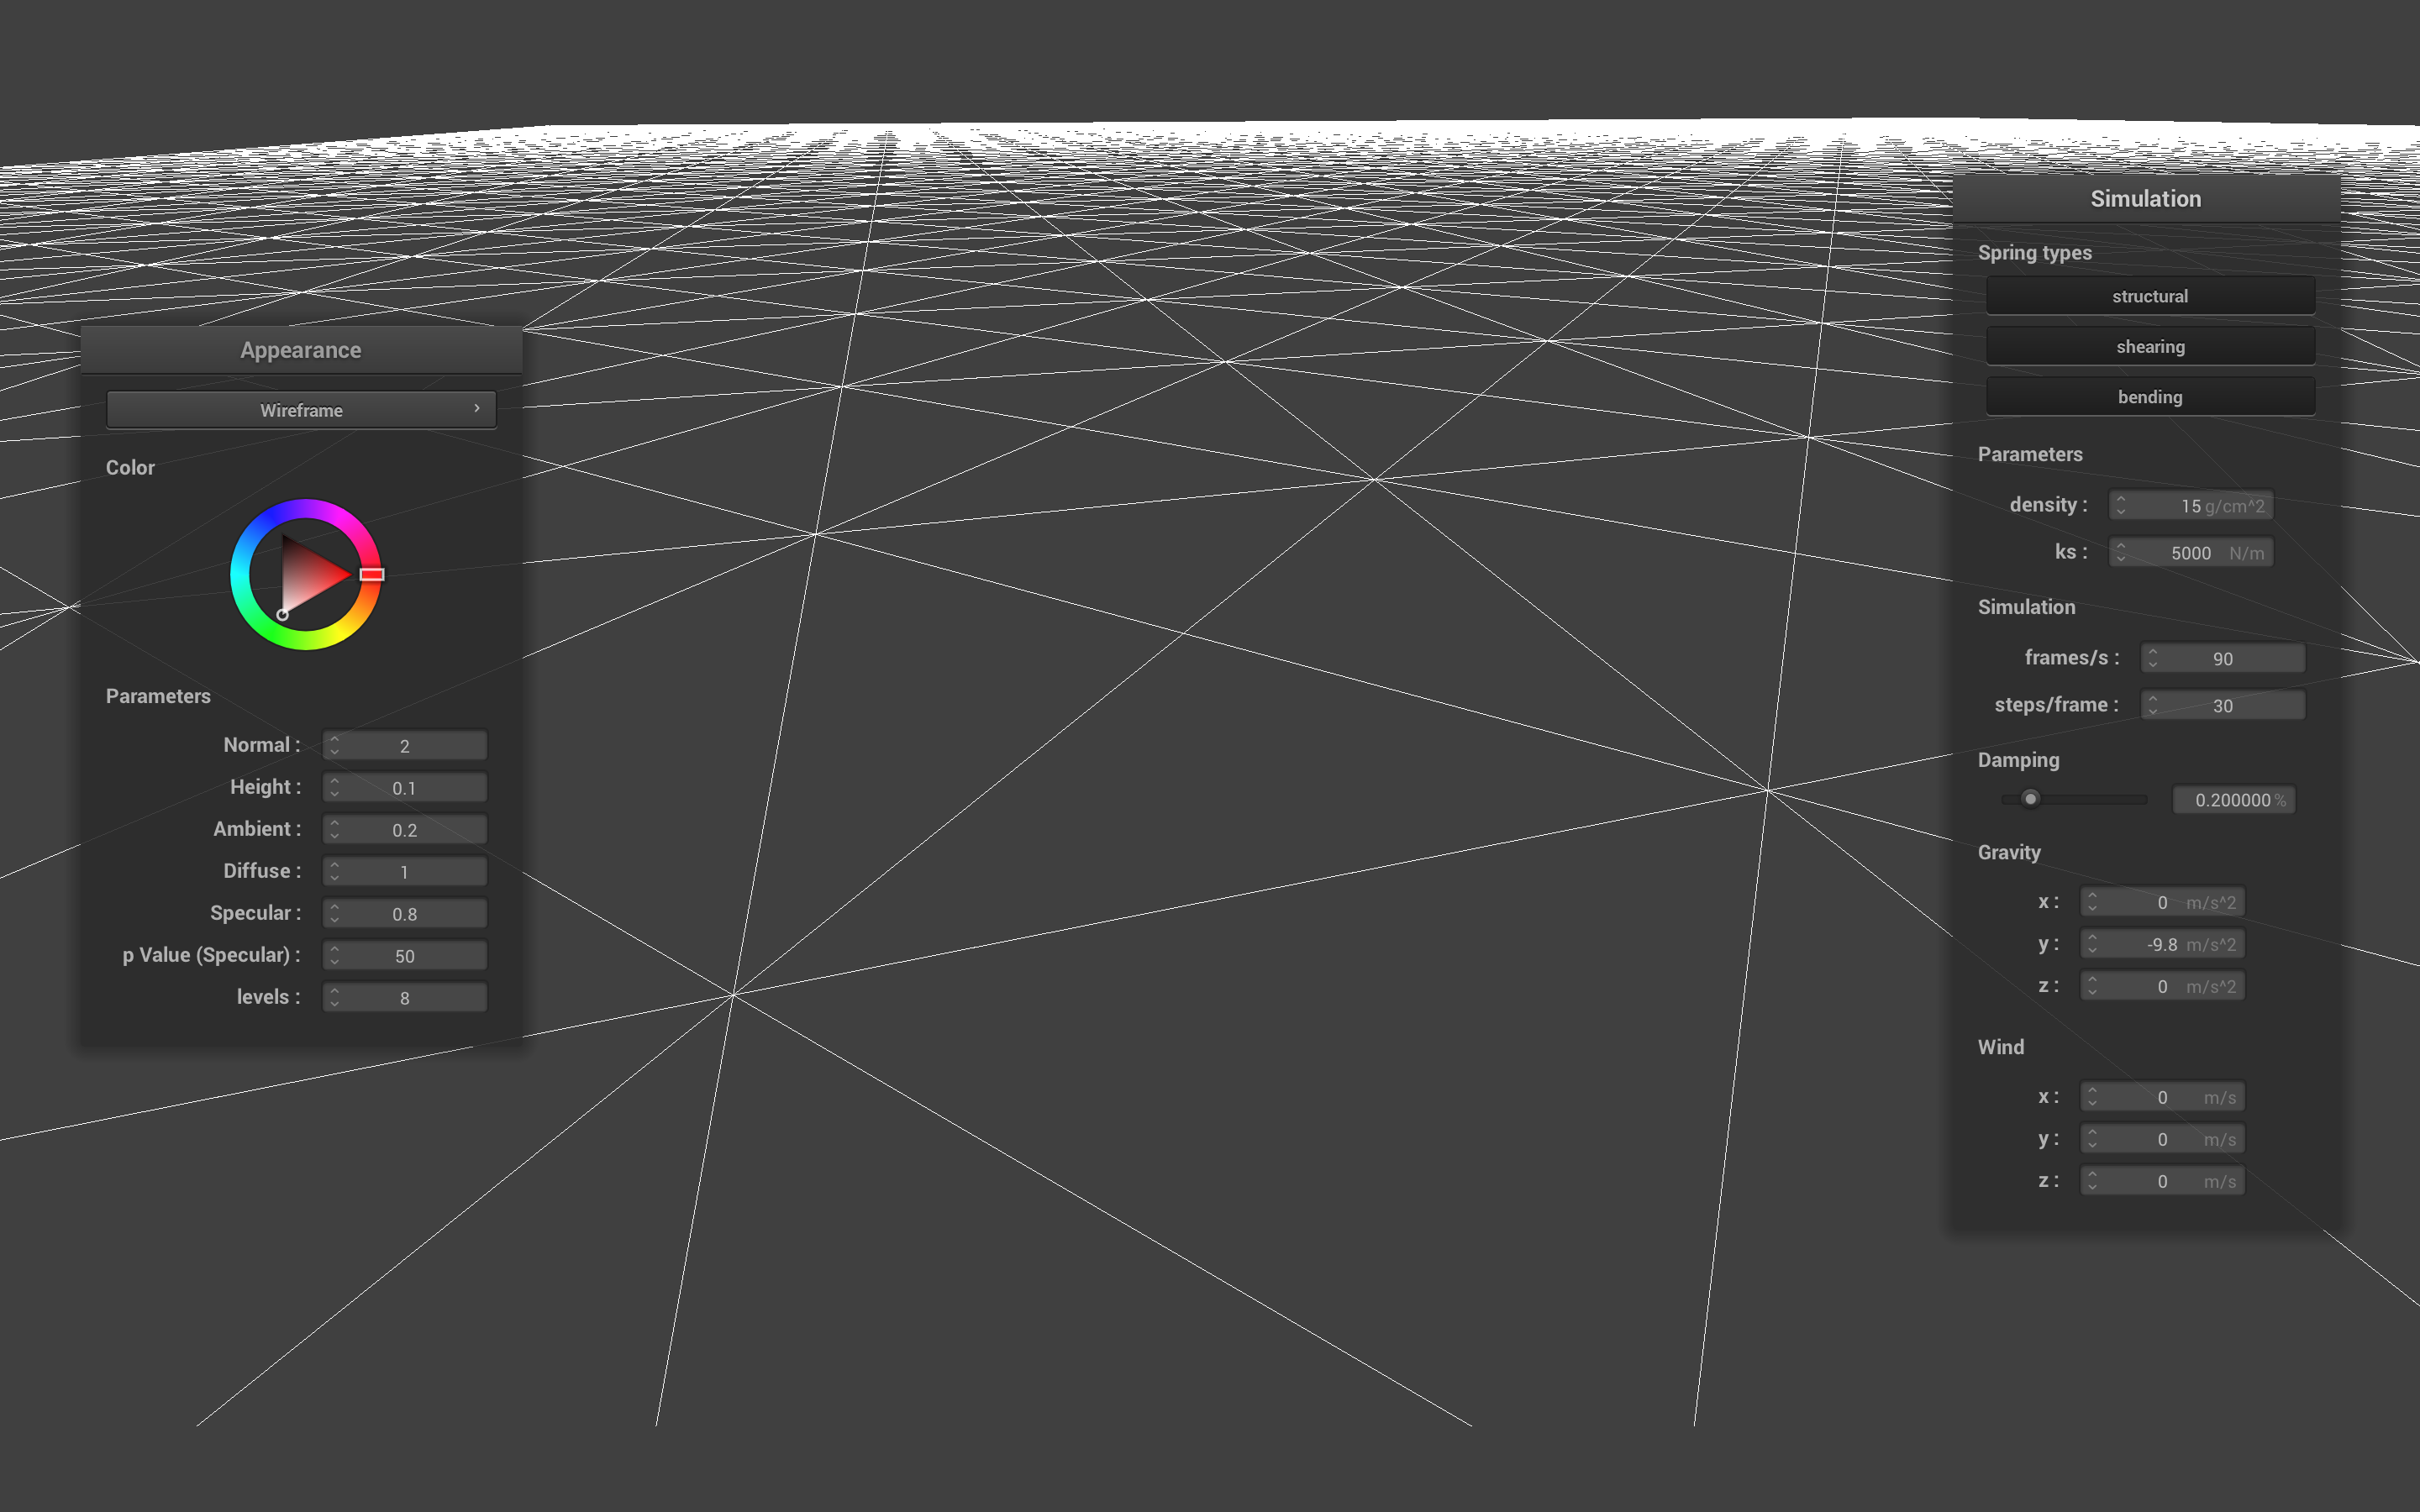 Appearance
Wireframe
Color
Parameters
Normal : 2
Height : 0.1
Ambient : 0.2
Diffuse : 1
Specular : 0.8
p Value (Specular) : 50
levels : 8
Simulation
Spring types
structural
shearing
bending
Parameters
density : 15 g/cm^2
ks : 5000 N/m
Simulation
frames/s : 90
steps/frame : 30
Damping
0.200000 %
Gravity
x : 0 m/s^2
y : -9.8 m/s^2
z : 0 m/s^2
Wind
x : 0 m/s
y : 0 m/s
z : 0 m/s